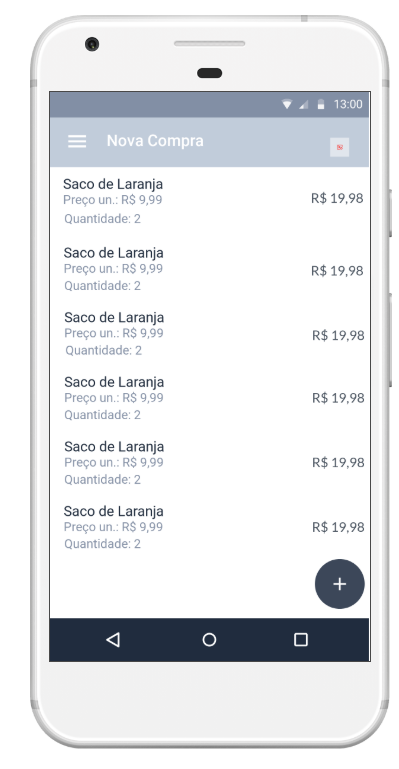 13:00
Nova Compra
Saco de Laranja
Preço un.: R$ 9,99
R$ 19,98
Quantidade: 2
Saco de Laranja
Preço un.: R$ 9,99
R$ 19,98
Quantidade: 2
Saco de Laranja
Preço un.: R$ 9,99
R$ 19,98
Quantidade: 2
Saco de Laranja
Preço un.: R$ 9,99
R$ 19,98
Quantidade: 2
Saco de Laranja
Preço un.: R$ 9,99
R$ 19,98
Quantidade: 2
Saco de Laranja
Preço un.: R$ 9,99
R$ 19,98
Quantidade: 2
+